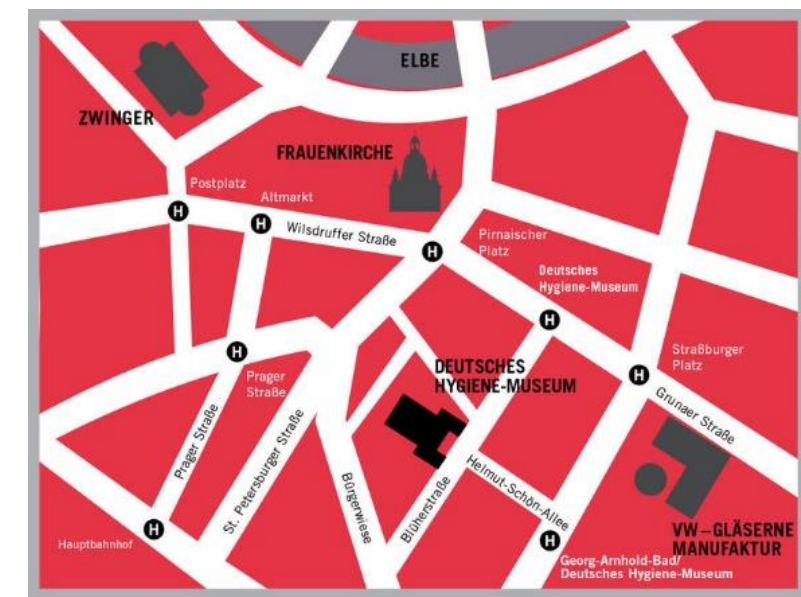 ELBE
ZWINGER
FRAUENKIRCHE
Postplatz
Altmarkt
H
H
Wilsdruffer Straße
H
Pirnaischer
Platz
Deutsches
Hygiene-Museum
H
H
Prager
Straße
DEUTSCHES
HYGIENE-MUSEUM
Straßburger
Platz
H
Grunaer Straße
Prager Straße
St. Petersburger Straße
Bürgerwiese
Blüherstraße
Helmut-Schön-Allee
H
Hauptbahnhof
H
Georg-Arnhold-Bad/
Deutsches Hygiene-Museum
VW–GLÄSERNE
MANUFAKTUR